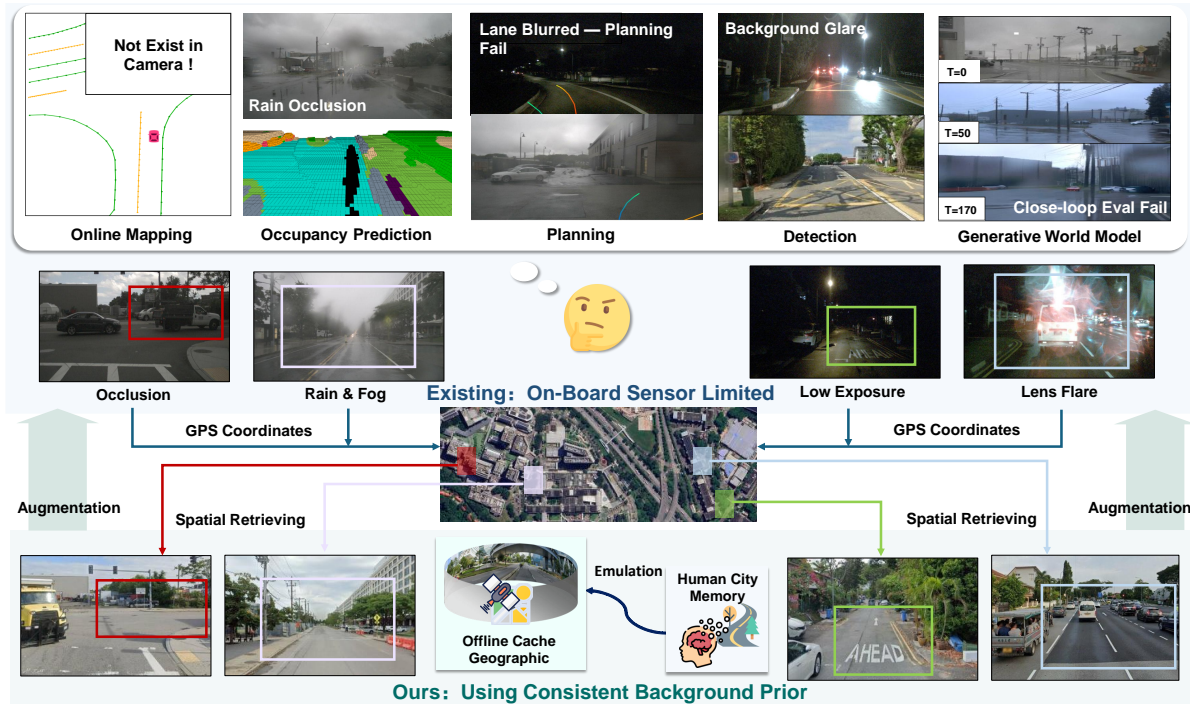 Not Exist in
Camera !
Rain Occlusion
Lane Blurred — Planning
Fail
Background Glare
T=0
T=50
T=170
Close-loop Eval Fail
Online Mapping
Occupancy Prediction
Planning
Detection
Generative World Model
Occlusion
Rain & Fog
Existing: On-Board Sensor Limited
Low Exposure
Lens Flare
GPS Coordinates
GPS Coordinates
Augmentation
Spatial Retrieving
Spatial Retrieving
Augmentation
Offline Cache
Geographic
Emulation
Human City
Memory
AHEAD
AHEAD
Ours: Using Consistent Background Prior